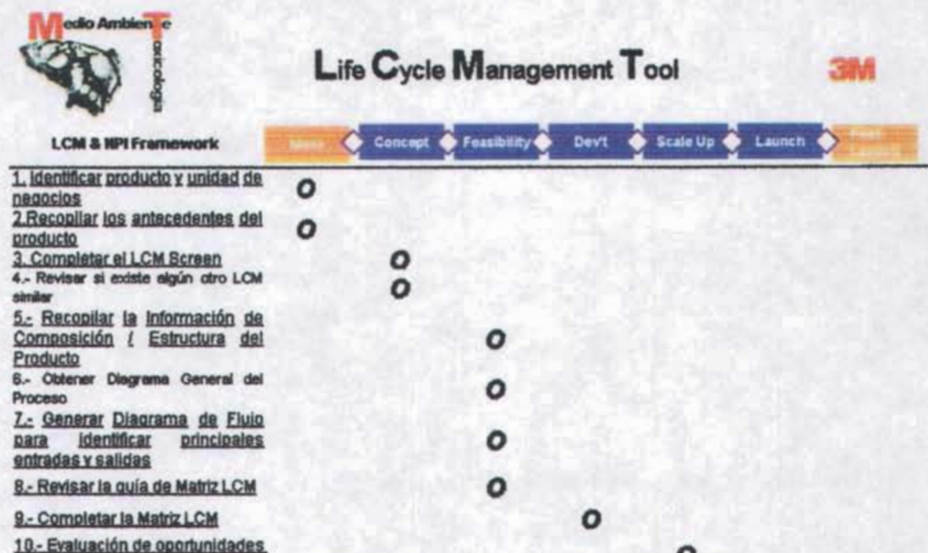 Medio Ambiente
Toxicología
Life Cycle Management Tool
3M
LCM & NPI Framework
Ideas
Concept
Feasibility
Dev't
Scale Up
Launch
Post
1. Identificar producto y unidad de
negocios
2.Recopilar los antecedentes del
producto
3. Completar el LCM Screen
4.- Revisar si existe algún otro LCM
similar
5.- Recopilar la Información de
Composición / Estructura del
Producto
6.- Obtener Diagrama General del
Proceso
7.- Generar Diagrama de Flujo
para identificar principales
entradas y salidas
8.- Revisar la guía de Matriz LCM
9.- Completar la Matriz LCM
10.- Evaluación de oportunidades